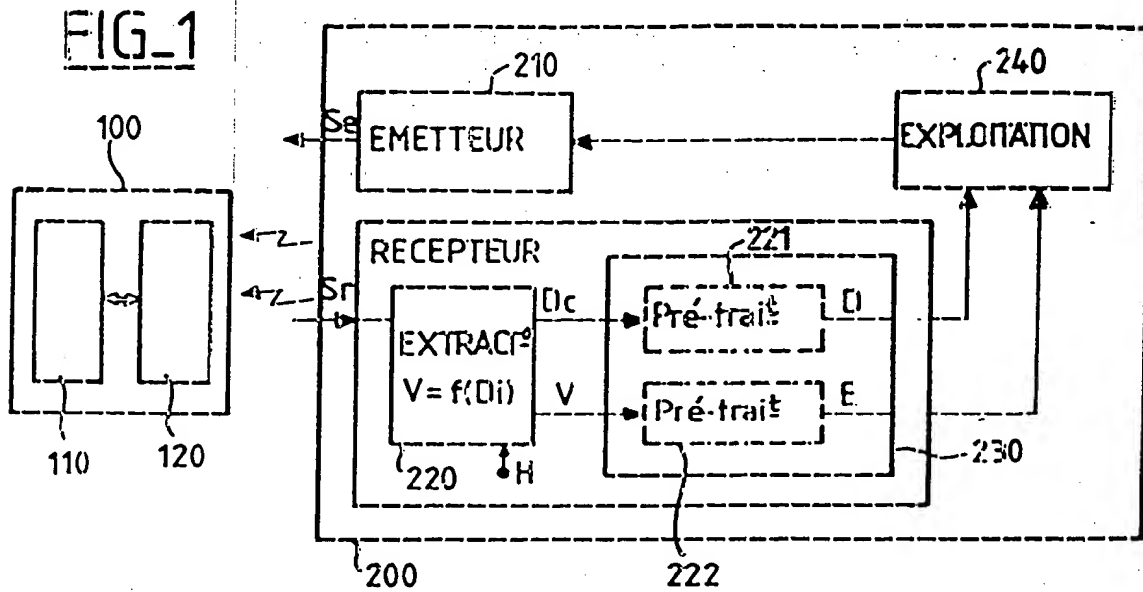 FIG_1
210
240
100
Se
EMETTEUR
EXPLOITATION
RECEPTEUR
221
Sr
Dc
Pré-trait t
D
EXTRACT o
V = f(Di)
V
Pré-trait t
E
110
120
220
H
230
200
222